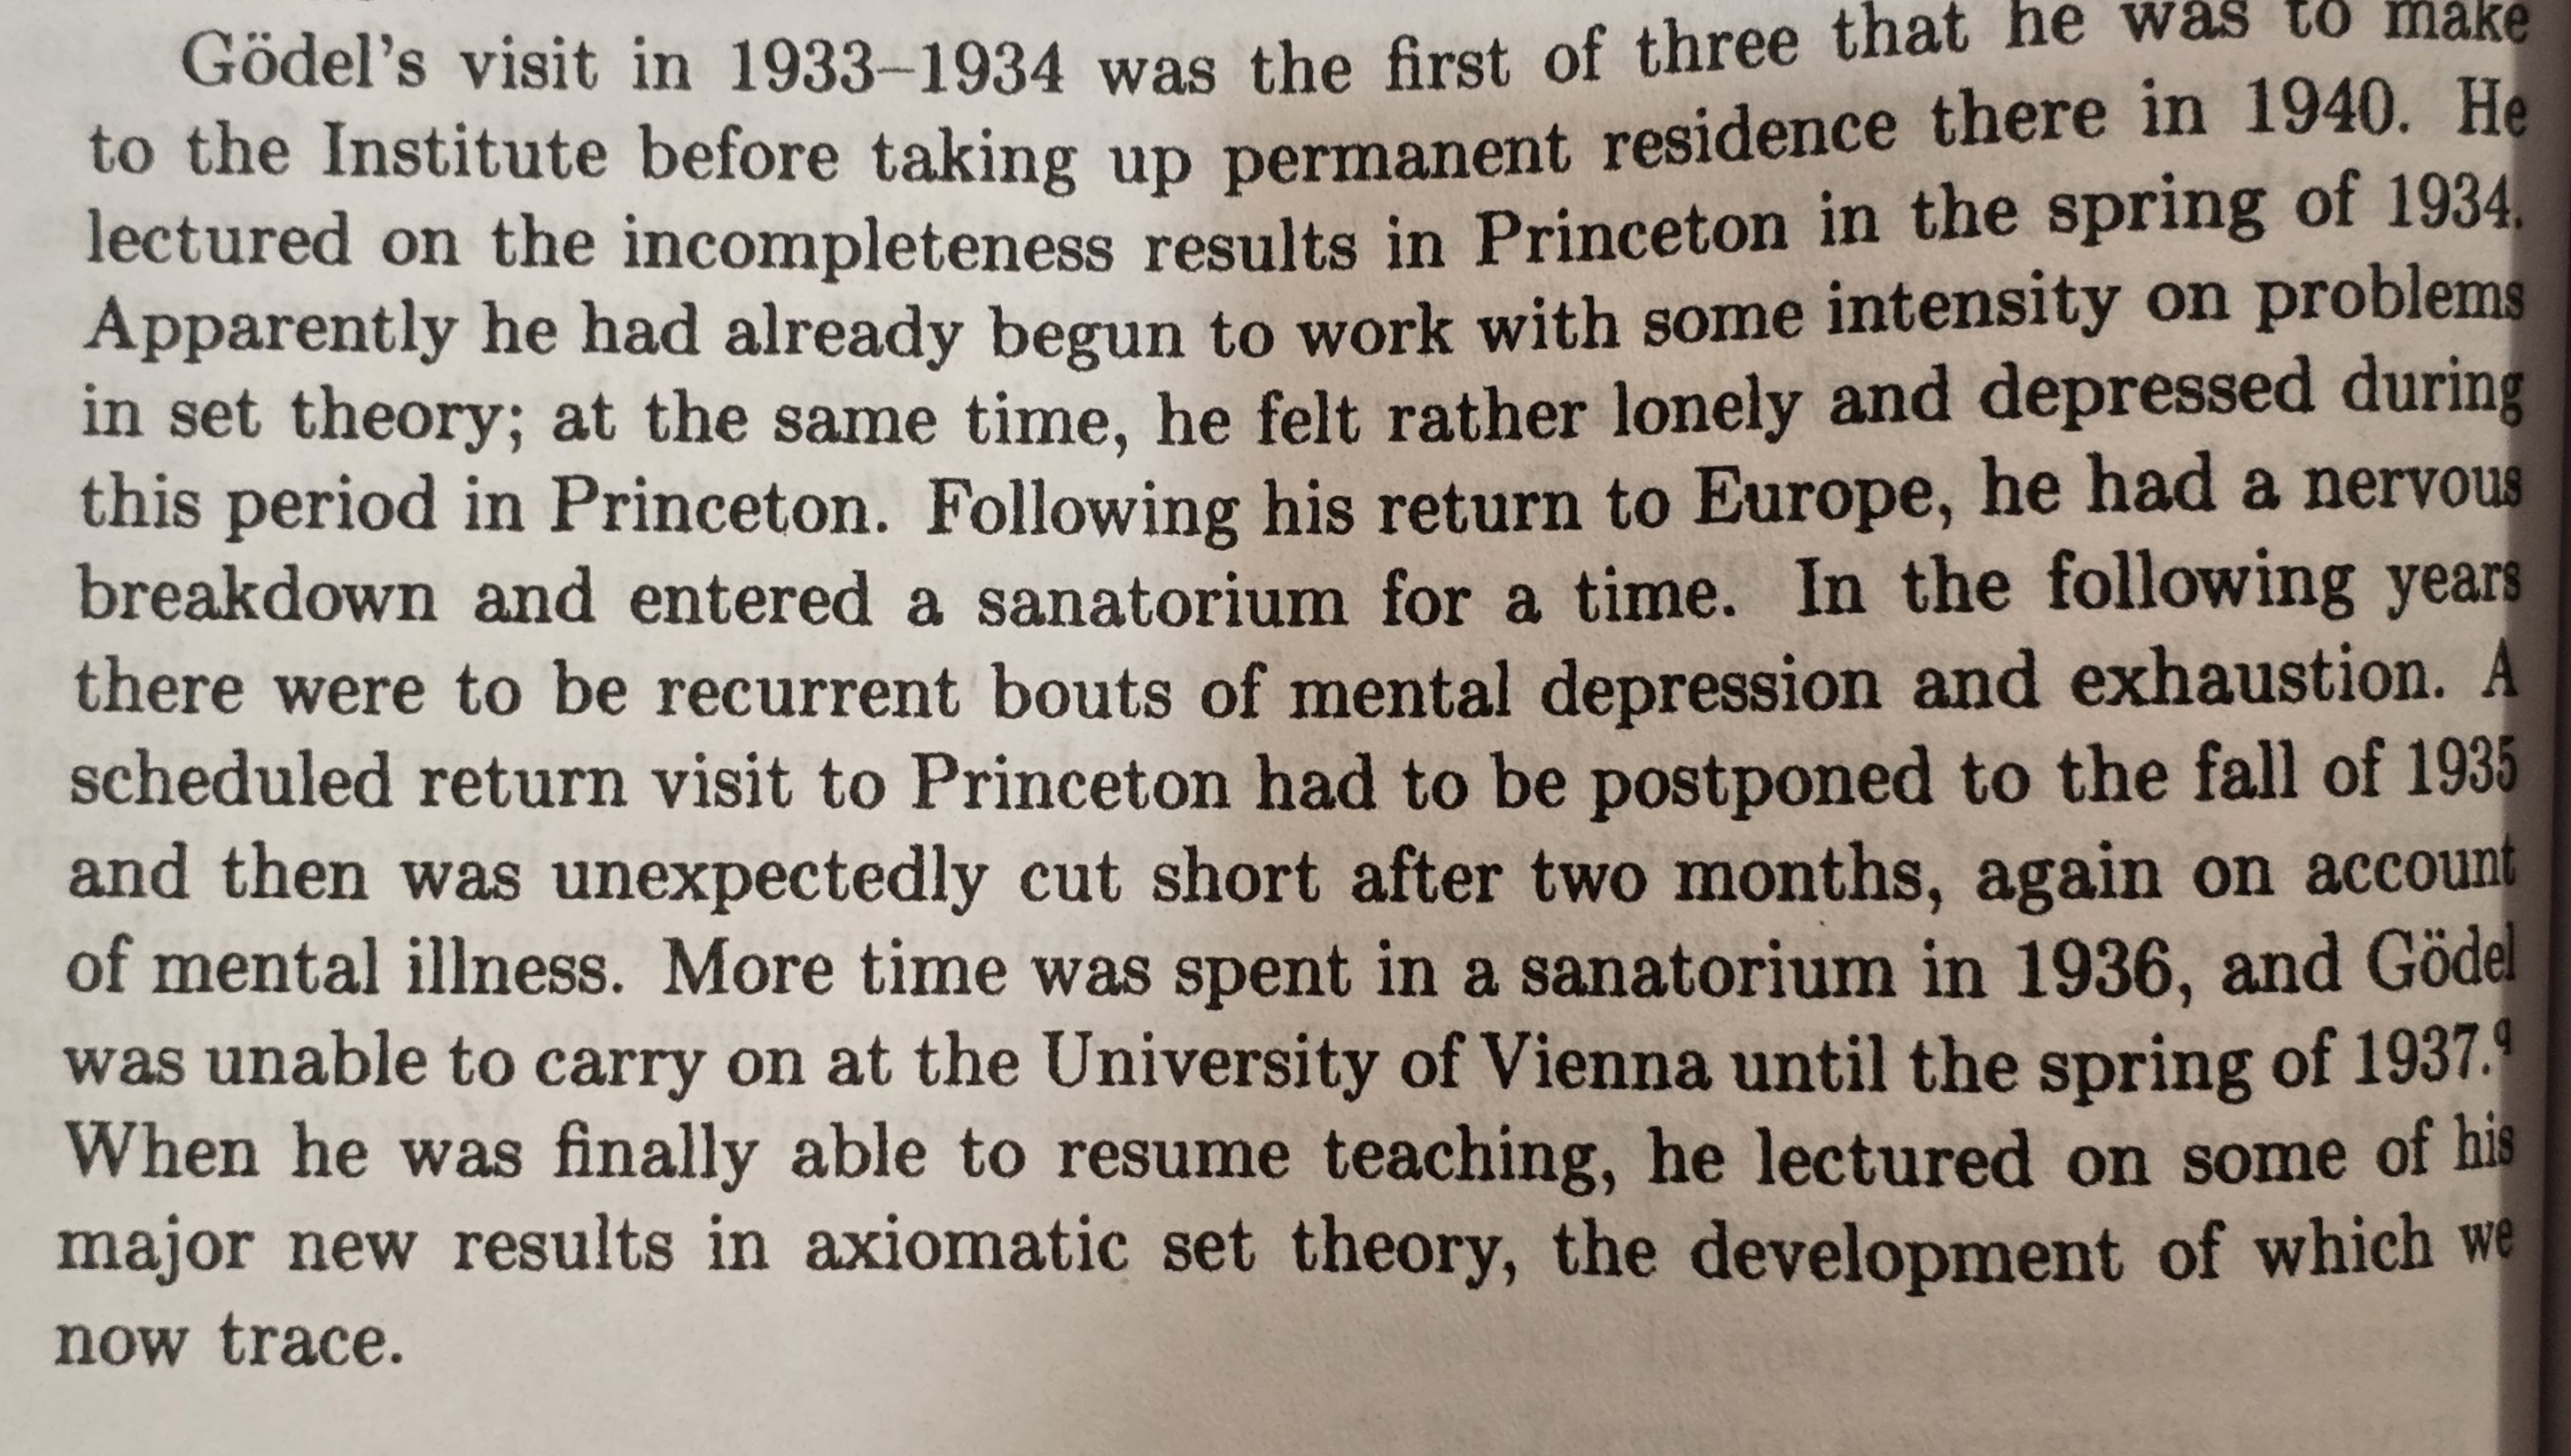 Gödel’s visit in 1933–1934 was the first of three that he was to make
to the Institute before taking up permanent residence there in 1940. He
lectured on the incompleteness results in Princeton in the spring of 1934.
Apparently he had already begun to work with some intensity on problems
in set theory; at the same time, he felt rather lonely and depressed during
this period in Princeton. Following his return to Europe, he had a nervous
breakdown and entered a sanatorium for a time. In the following years
there were to be recurrent bouts of mental depression and exhaustion. A
scheduled return visit to Princeton had to be postponed to the fall of 1935
and then was unexpectedly cut short after two months, again on account
of mental illness. More time was spent in a sanatorium in 1936, and Gödel
was unable to carry on at the University of Vienna until the spring of 1937.q
When he was finally able to resume teaching, he lectured on some of his
major new results in axiomatic set theory, the development of which we
now trace.